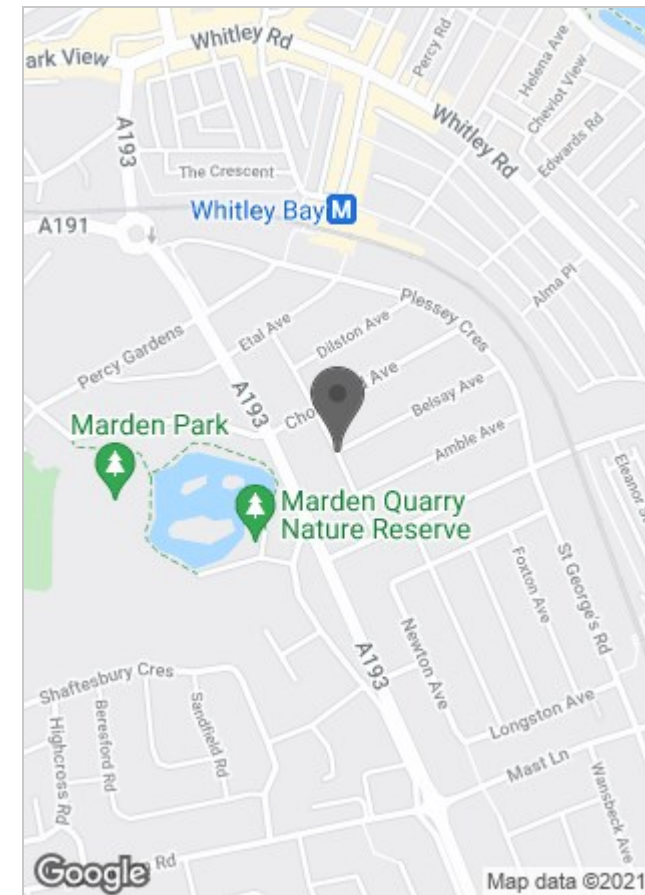 Whitley Rd
ark View
Percy Rd
Helena Ave
Cheviot View
Edwards Rd
A193
Whitley Rd
The Crescent
Whitley Bay M
A191
Alma Pl
Plessey Cres
Etal Ave
Dilston Ave
Percy Gardens
A193
Cho
Ave
Belsay Ave
Marden Park
Amble Ave
Eleanor S
Marden Quarry
Nature Reserve
Foxton Ave
St George's Rd
Newton Ave
A193
Shaftesbury Cres
Sandfield Rd
Beresford Rd
Highcross Rd
Longston Ave
Mast Ln
Wansbeck Ave
Rd
Google
Map data ©2021